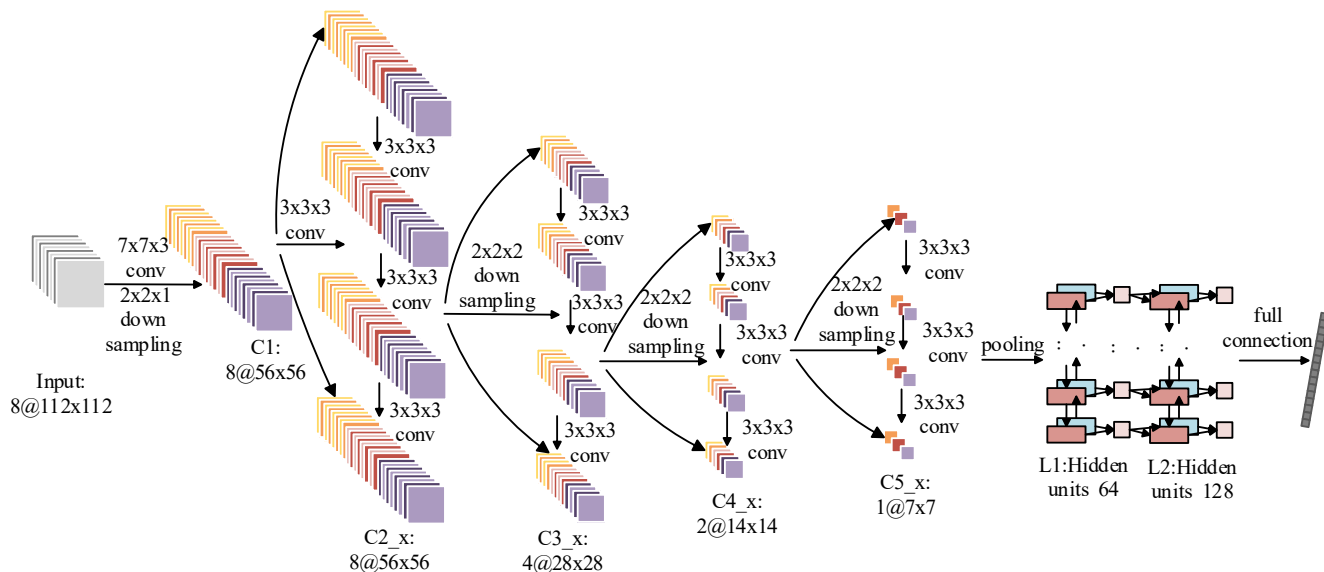 Input:
8@112x112
7x7x3
conv
2x2x1
down
sampling
C1:
8@56x56
3x3x3
conv
3x3x3
conv
3x3x3
conv
3x3x3
conv
C2_x:
8@56x56
2x2x2
down
sampling
3x3x3
conv
3x3x3
conv
3x3x3
conv
C3_x:
4@28x28
2x2x2
down
sampling
3x3x3
conv
3x3x3
conv
3x3x3
conv
C4_x:
2@14x14
2x2x2
down
sampling
3x3x3
conv
3x3x3
conv
3x3x3
conv
C5_x:
1@7x7
pooling
L1:Hidden
units 64
L2:Hidden
units 128
full
connection